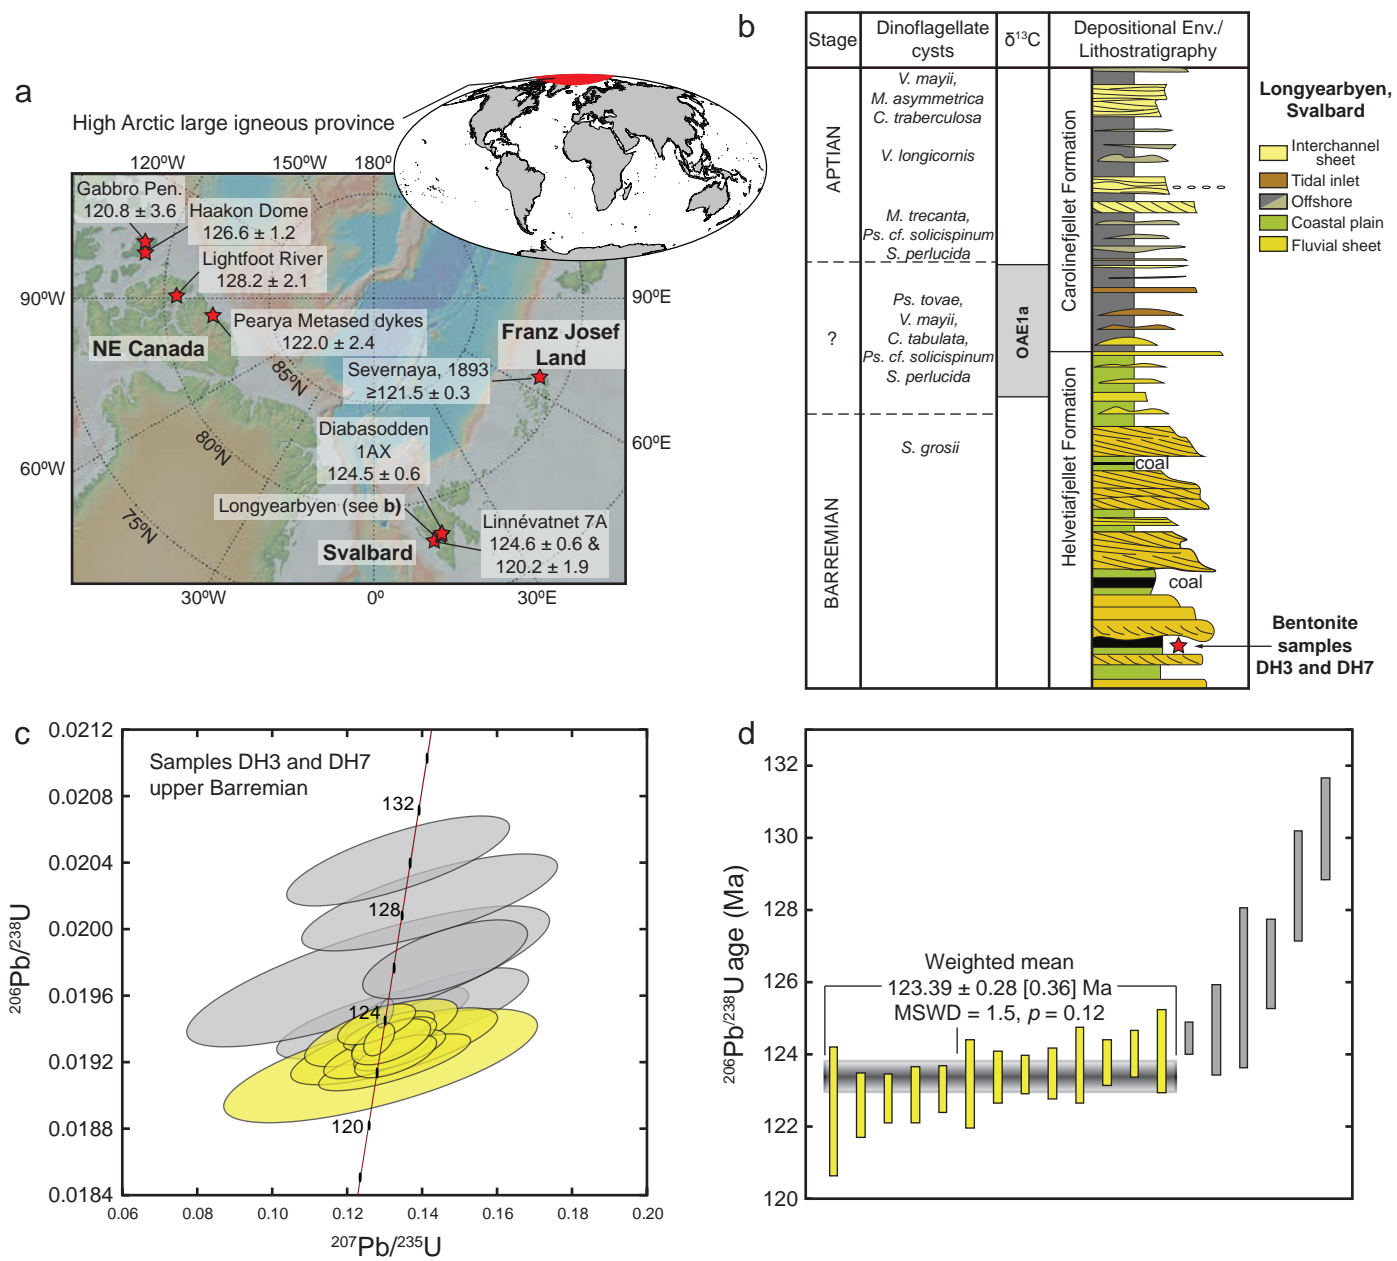 a
High Arctic large igneous province
120ºW
150ºW
180º
90ºW
60ºW
30ºW
0º
30ºE
60ºE
90ºE
85ºN
80ºN
75ºN
Gabbro Pen.
120.8 ± 3.6
Haakon Dome
126.6 ± 1.2
Lightfoot River
128.2 ± 2.1
Pearya Metased dykes
122.0 ± 2.4
NE Canada
Franz Josef
Land
Severnaya, 1893
≥121.5 ± 0.3
Diabasodden
1AX
124.5 ± 0.6
Longyearbyen (see b)
Svalbard
Linnévatnet 7A
124.6 ± 0.6 &
120.2 ± 1.9
b
Stage
Dinoflagellate
cysts
δ13C
Depositional Env./
Lithostratigraphy
APTIAN
?
BARREMIAN
V. mayii,
M. asymmetrica
C. traberculosa
V. longicornis
M. trecanta,
Ps. cf. solicispinum
S. perlucida
Ps. tovae,
V. mayii,
C. tabulata,
Ps. cf. solicispinum
S. perlucida
S. grosii
OAE1a
Carolinefjellet Formation
Helvetiafjellet Formation
coal
coal
Longyearbyen,
Svalbard
Interchannel
sheet
Tidal inlet
Offshore
Coastal plain
Fluvial sheet
Bentonite
samples
DH3 and DH7
c
Samples DH3 and DH7
upper Barremian
0.0212
0.0208
0.0204
0.0200
0.0196
0.0192
0.0188
0.0184
206Pb/238U
132
128
124
120
0.06
0.08
0.10
0.12
0.14
0.16
0.18
0.20
207Pb/235U
d
132
130
128
126
124
122
120
206Pb/238U age (Ma)
Weighted mean
123.39 ± 0.28 [0.36] Ma
MSWD = 1.5, p = 0.12